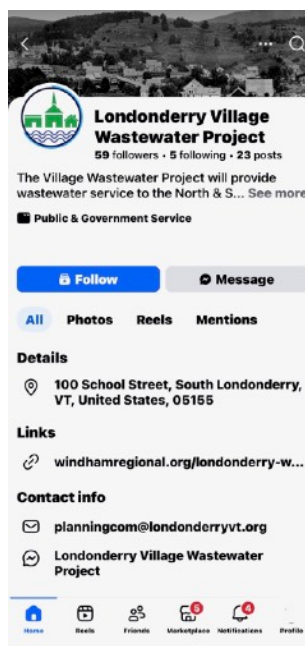 Londonderry Village
Wastewater Project
59 followers • 5 following • 23 posts
The Village Wastewater Project will provide
wastewater service to the North & S... See more
Public & Government Service
Follow
Message
All Photos Reels Mentions
Details
100 School Street, South Londonderry,
VT, United States, 05155
Links
windhamregional.org/londonderry-w...
Contact info
planningcom@londonderryvt.org
Londonderry Village Wastewater
Project
5
4
Home Reels Friends Marketplace Notifications Profile